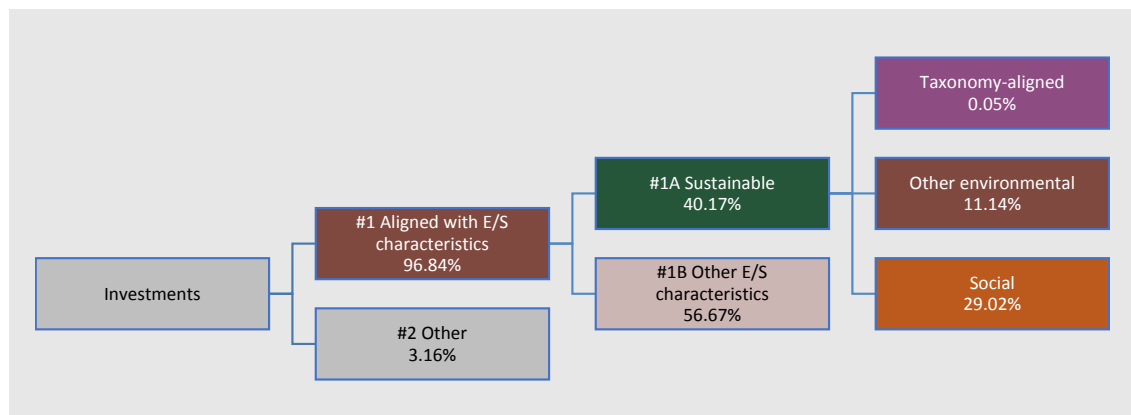 Investments
#1 Aligned with E/S
characteristics
96.84%
#2 Other
3.16%
#1A Sustainable
40.17%
#1B Other E/S
characteristics
56.67%
Taxonomy-aligned
0.05%
Other environmental
11.14%
Social
29.02%